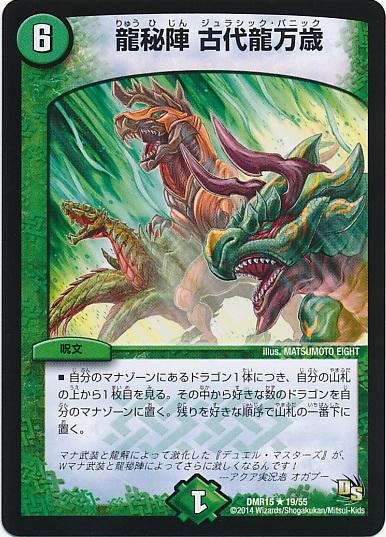 りゅう ひ じん ジュラシック・パニック
6
龍秘陣 古代龍万歳
呪文
illus. MATSUMOTO EIGHT
■ 自分のマナゾーンにあるドラゴン1体につき、自分の山札
の上から1枚目を見る。その中から好きな数のドラゴンを自
分のマナゾーンに置く。残りを好きな順序で山札の一番下
に置く。
マナ武装と龍解によって激化した『デュエル・マスターズ』が、
Wマナ武装と龍秘陣によってさらに激しくなるんです!
---アクア実況造 オガブー
1
DS
DMR15 ★ 19/55
©2014 Wizards/Shogakukan/Mitsui-Kids